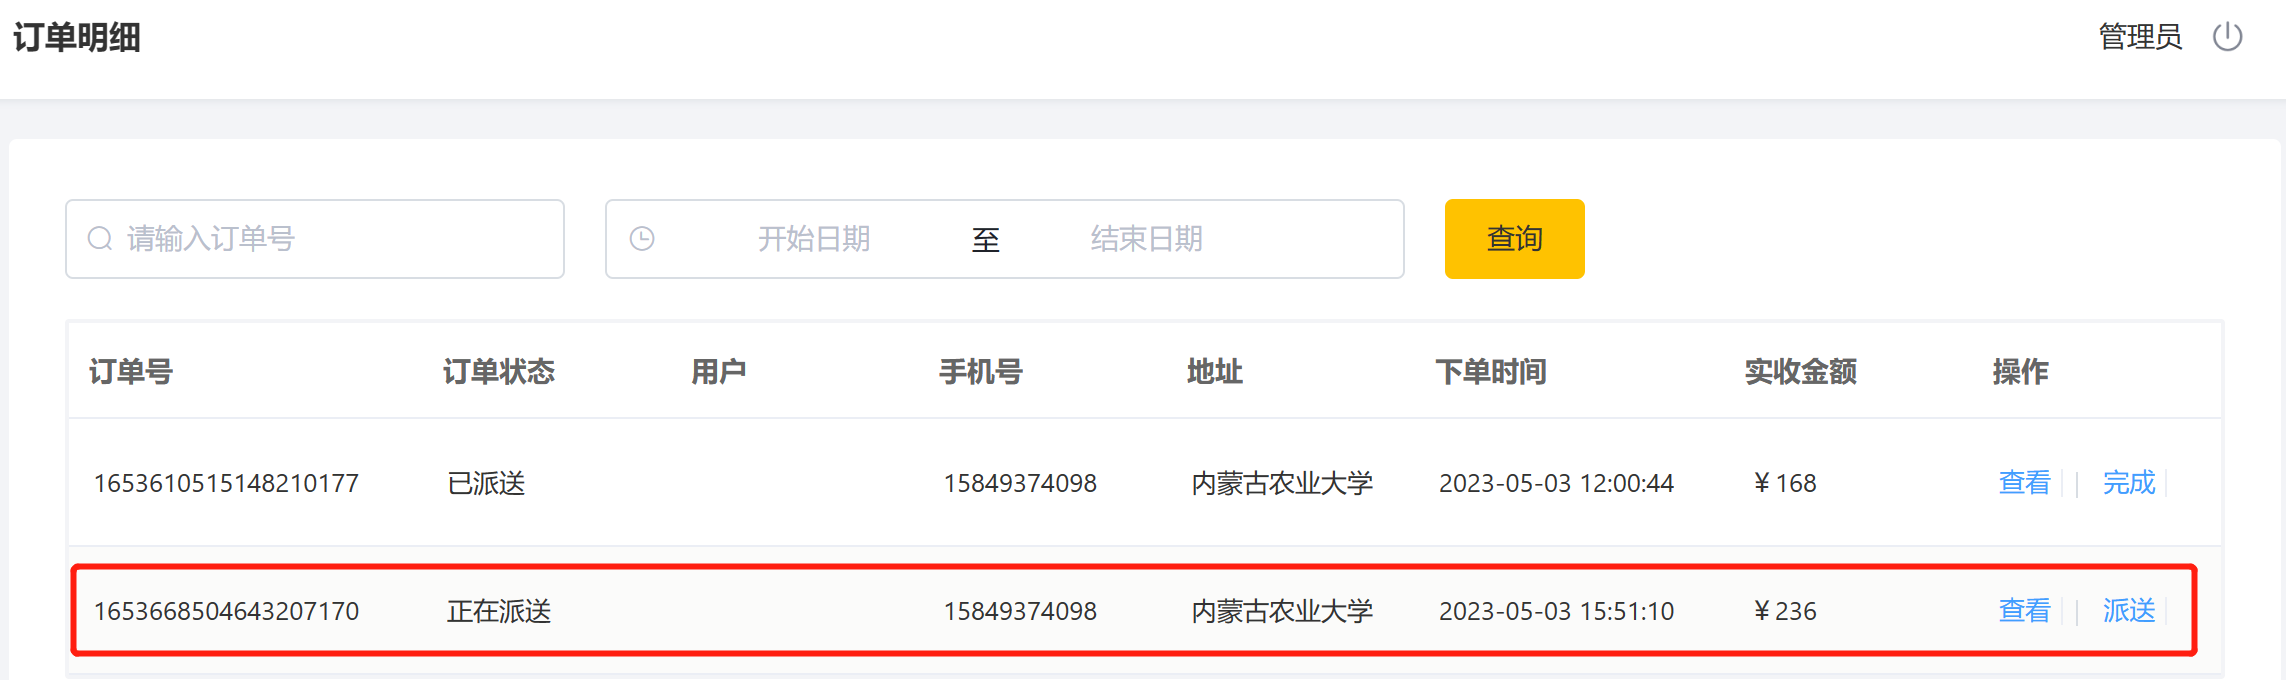 订单明细 管理员
请输入订单号 开始日期 至 结束日期 查询
订单号 订单状态 用户 手机号 地址 下单时间 实收金额 操作
1653610515148210177 已派送 15849374098 内蒙古农业大学 2023-05-03 12:00:44 ￥168 查看 | 完成
1653668504643207170 正在派送 15849374098 内蒙古农业大学 2023-05-03 15:51:10 ￥236 查看 | 派送